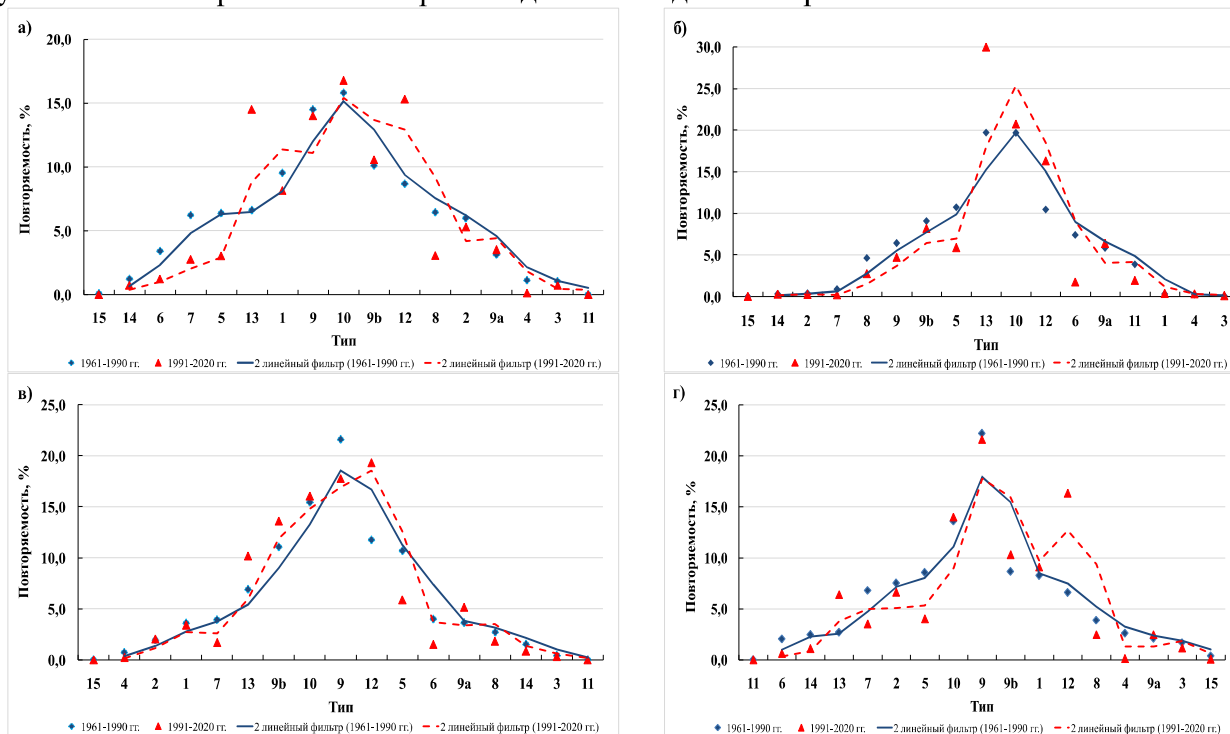 а)
20,0
15,0
10,0
5,0
0,0
Повторяемость, %
15 14 6 7 5 13 1 9 10 9b 12 8 2 9a 4 3 11
Тип
1961-1990 гг. 1991-2020 гг. 2 линейный фильтр (1961-1990 гг.) 2 линейный фильтр (1991-2020 гг.)
б)
30,0
25,0
20,0
15,0
10,0
5,0
0,0
Повторяемость, %
15 14 2 7 8 9 9b 5 13 10 12 6 9a 11 1 4 3
Тип
1961-1990 гг. 1991-2020 гг. 2 линейный фильтр (1961-1990 гг.) 2 линейный фильтр (1991-2020 гг.)
в)
25,0
20,0
15,0
10,0
5,0
0,0
Повторяемость, %
15 4 2 1 7 13 9b 10 9 12 5 6 9a 8 14 3 11
Тип
1961-1990 гг. 1991-2020 гг. 2 линейный фильтр (1961-1990 гг.) 2 линейный фильтр (1991-2020 гг.)
г)
25,0
20,0
15,0
10,0
5,0
0,0
Повторяемость, %
11 6 14 13 7 2 5 10 9 9b 1 12 8 4 9a 3 15
Тип
1961-1990 гг. 1991-2020 гг. 2 линейный фильтр (1961-1990 гг.) 2 линейный фильтр (1991-2020 гг.)